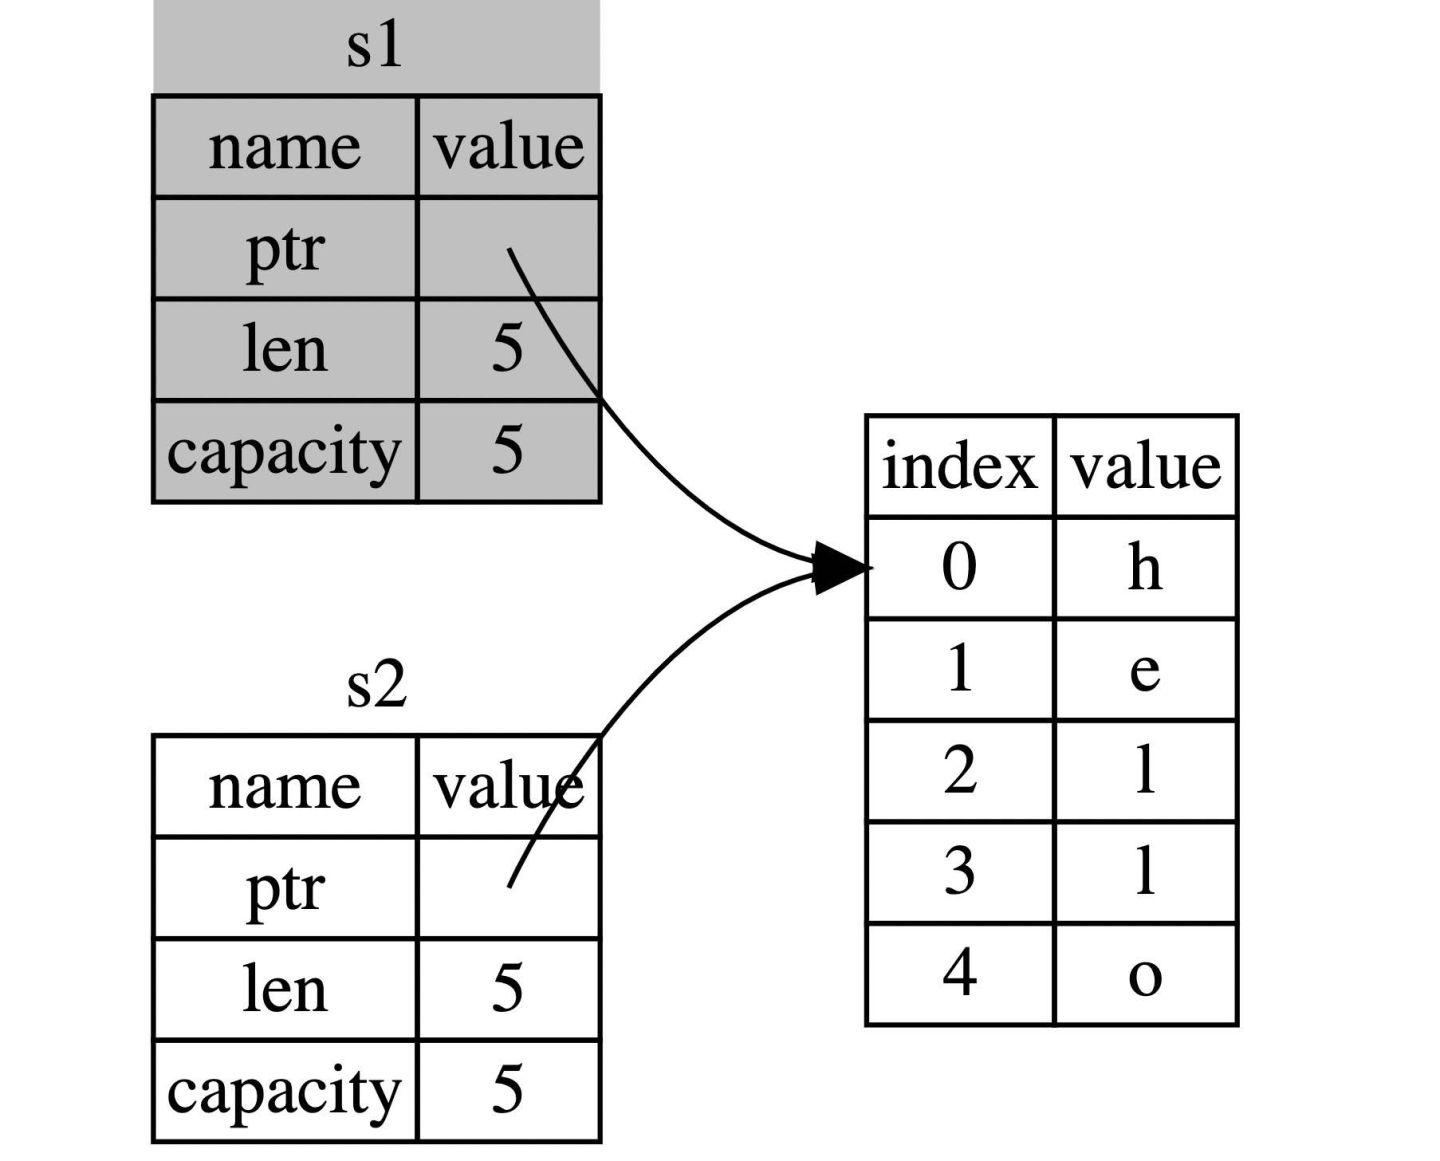 s1
name value
ptr
len 5
capacity 5
s2
name value
ptr
len 5
capacity 5
index value
0 h
1 e
2 l
3 l
4 o